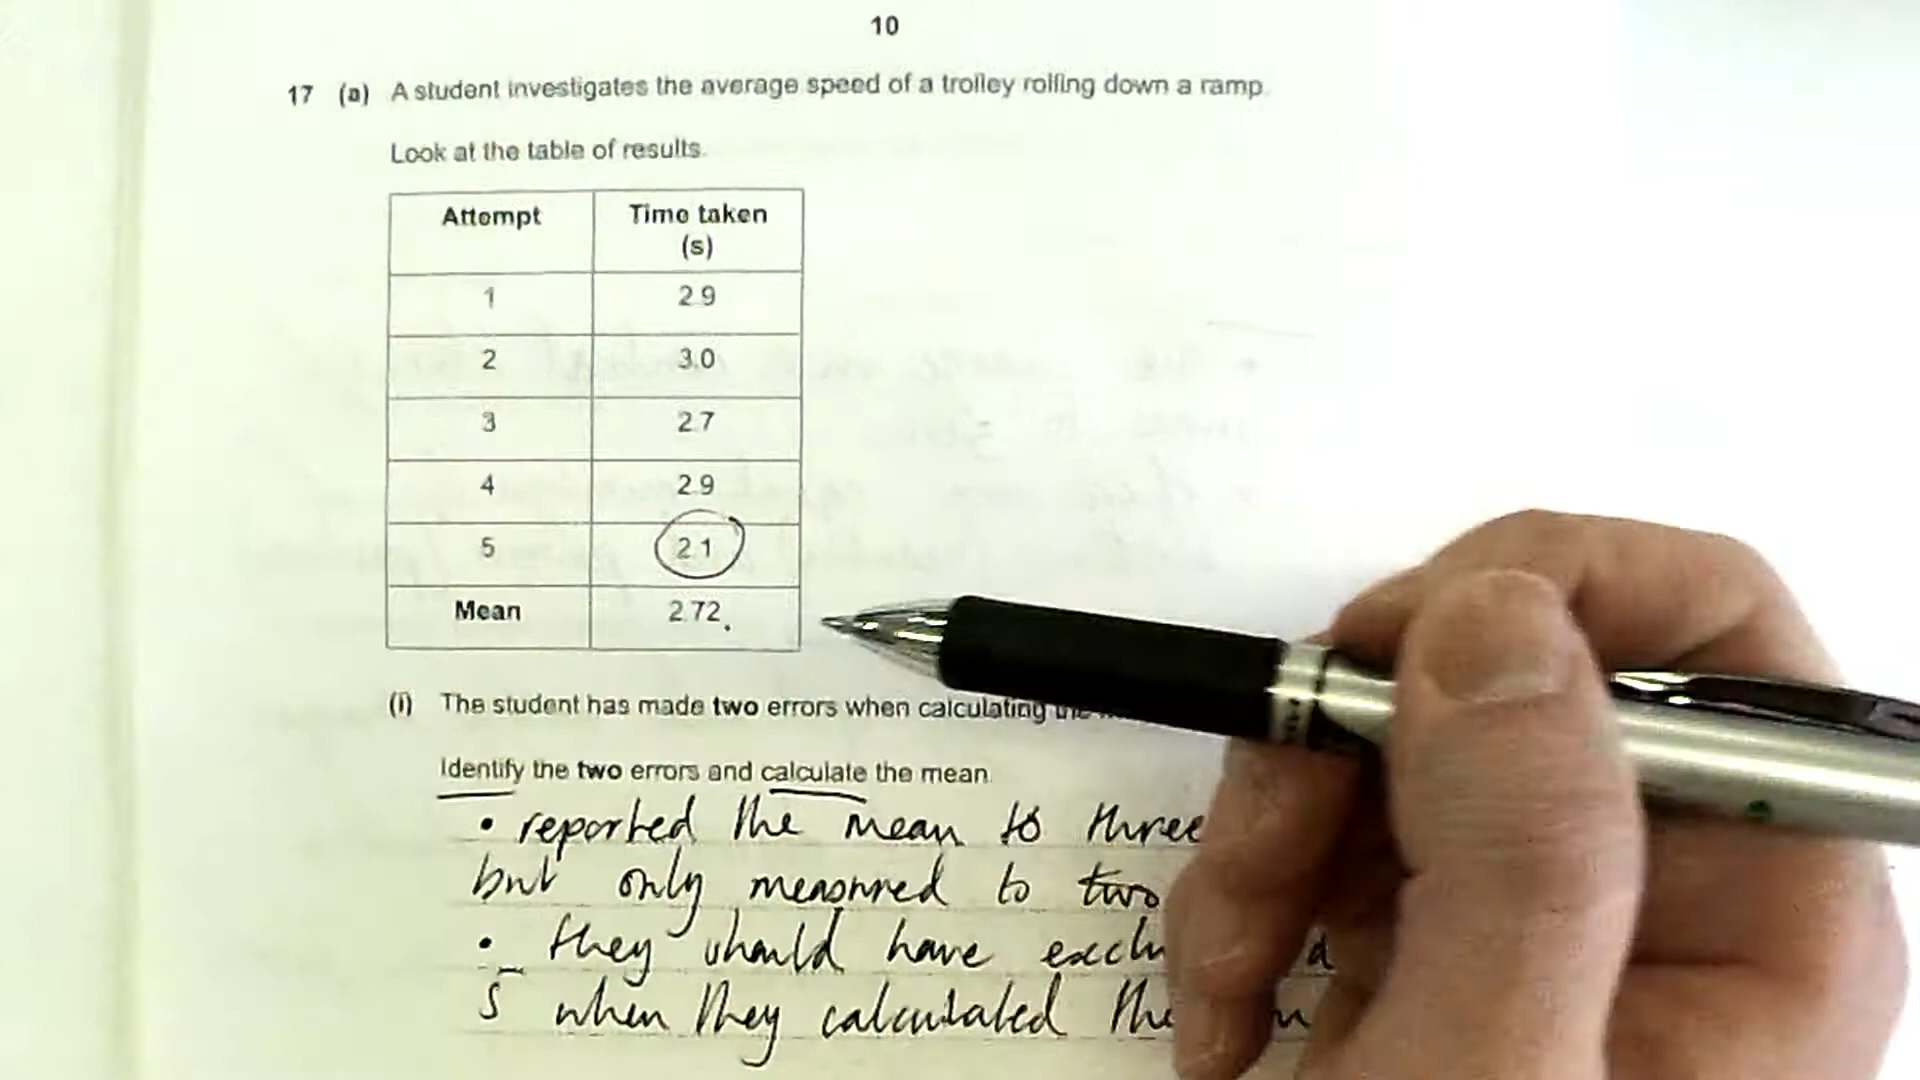 10
17 (a) A student investigates the average speed of a trolley rolling down a ramp.
Look at the table of results.
Attempt Time taken (s)
1 2.9
2 3.0
3 2.7
4 2.9
5 2.1
Mean 2.72
(i) The student has made two errors when calculating the
Identify the two errors and calculate the mean.
• reported the mean to three
but only measured to two
• they should have
5 when they calculated the